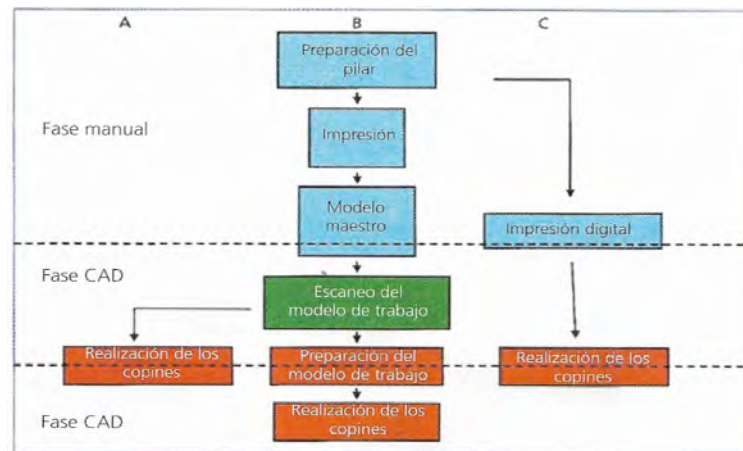 A B C
Preparación del
pilar
Fase manual
Impresión
Modelo
maestro
Impresión digital
Fase CAD
Escaneo del
modelo de trabajo
Realización de los
copines
Preparación del
modelo de trabajo
Realización de los
copines
Realización de los
copines
Fase CAD